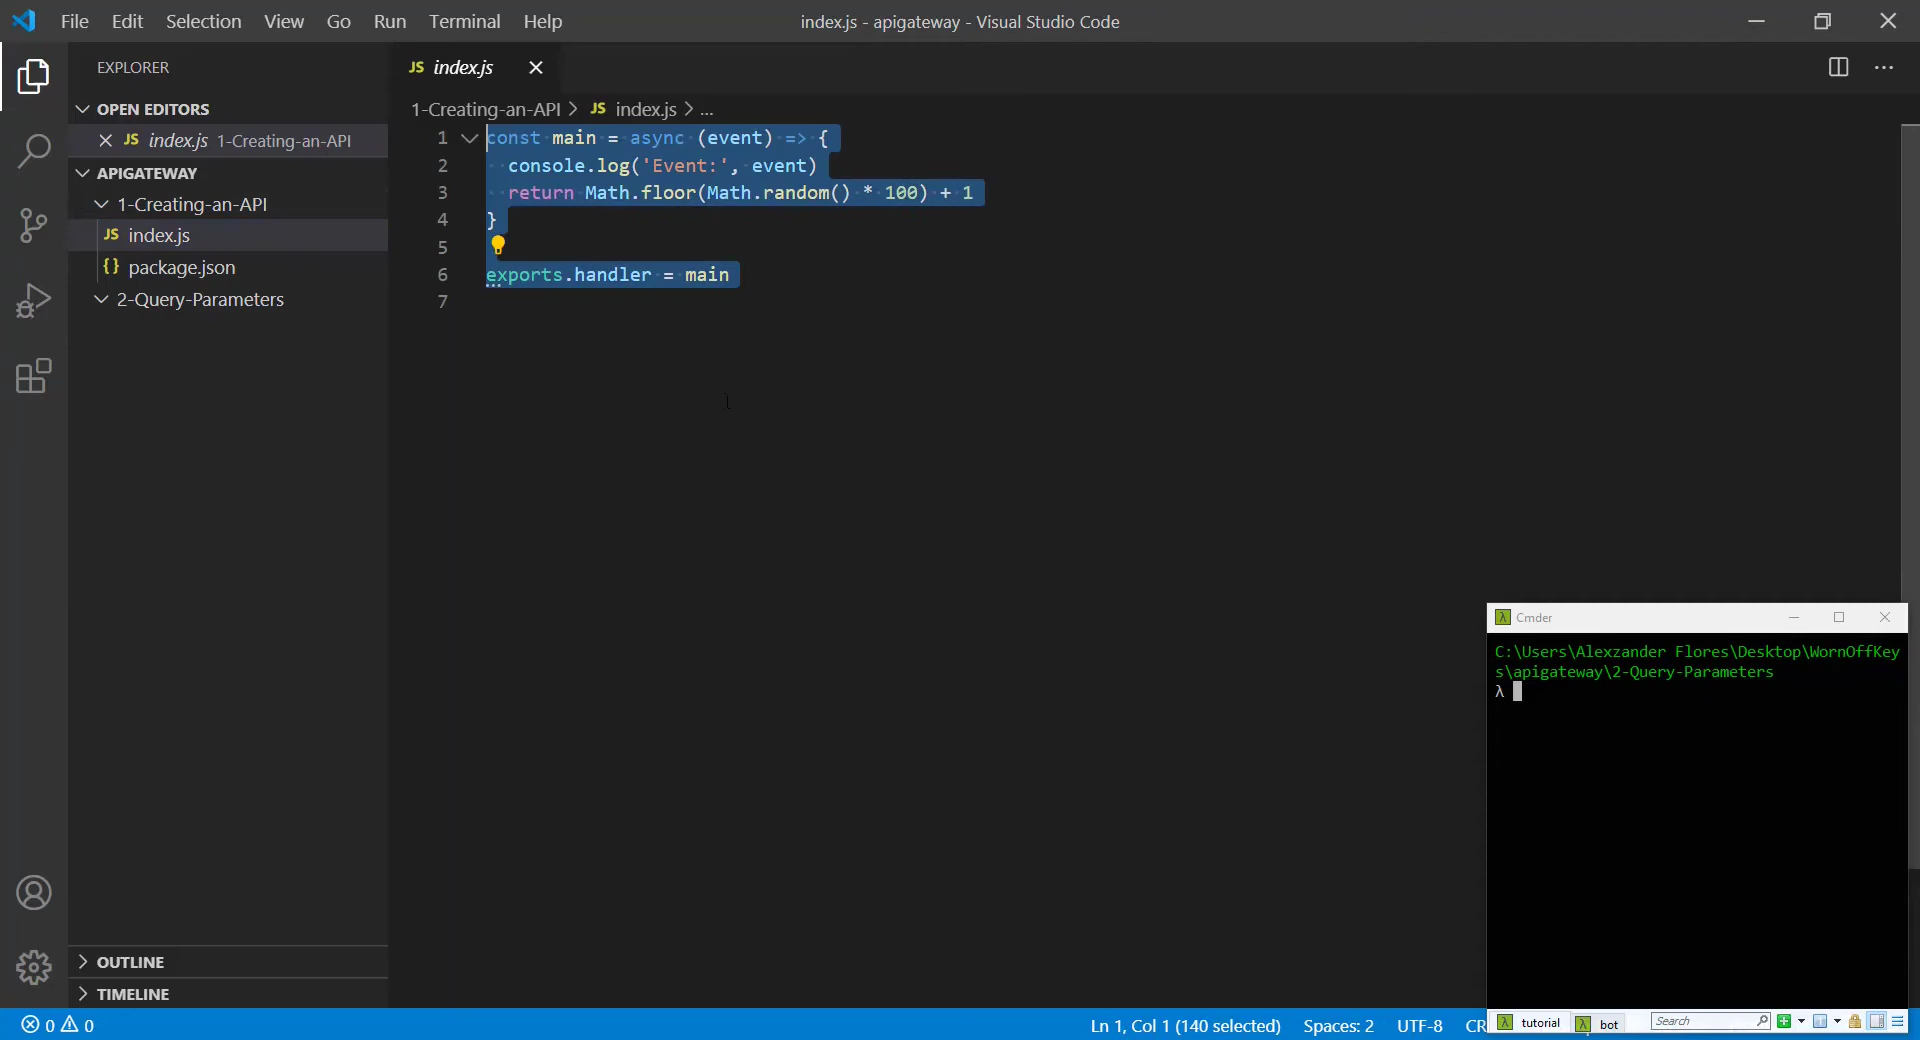 File Edit Selection View Go Run Terminal Help
index.js - apigateway - Visual Studio Code
EXPLORER
OPEN EDITORS
JS index.js 1-Creating-an-API
APIGATEWAY
1-Creating-an-API
JS index.js
{} package.json
2-Query-Parameters
OUTLINE
TIMELINE
JS index.js
1-Creating-an-API > JS index.js > ...
1 const main = async (event) => {
2 console.log('Event:', event)
3 return Math.floor(Math.random() * 100) + 1
4 }
5
6 exports.handler = main
7
Cmder
C:\Users\Alexzander Flores\Desktop\WornOffKey
s\apigateway\2-Query-Parameters
λ
tutorial bot Search
0 0
Ln 1, Col 1 (140 selected) Spaces: 2 UTF-8 CR